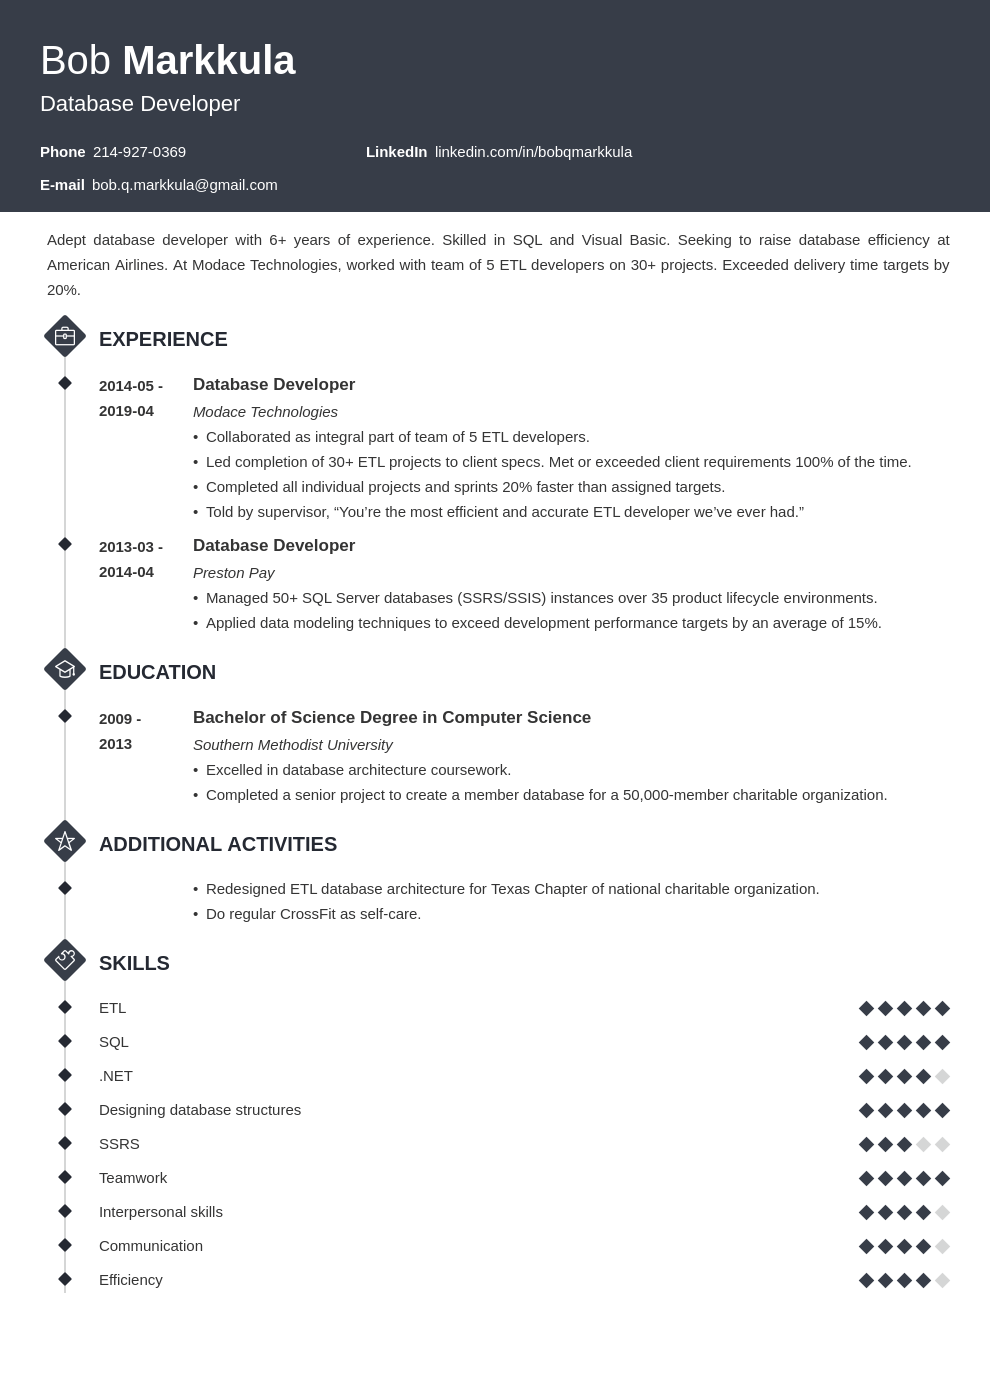 Bob Markkula
Database Developer
Phone 214-927-0369 LinkedIn linkedin.com/in/bobqmarkkula
E-mail bob.q.markkula@gmail.com
Adept database developer with 6+ years of experience. Skilled in SQL and Visual Basic. Seeking to raise database efficiency at
American Airlines. At Modace Technologies, worked with team of 5 ETL developers on 30+ projects. Exceeded delivery time targets by
20%.
EXPERIENCE
2014-05 - Database Developer
2019-04 Modace Technologies
• Collaborated as integral part of team of 5 ETL developers.
• Led completion of 30+ ETL projects to client specs. Met or exceeded client requirements 100% of the time.
• Completed all individual projects and sprints 20% faster than assigned targets.
• Told by supervisor, “You’re the most efficient and accurate ETL developer we’ve ever had.”
2013-03 - Database Developer
2014-04 Preston Pay
• Managed 50+ SQL Server databases (SSRS/SSIS) instances over 35 product lifecycle environments.
• Applied data modeling techniques to exceed development performance targets by an average of 15%.
EDUCATION
2009 - Bachelor of Science Degree in Computer Science
2013 Southern Methodist University
• Excelled in database architecture coursework.
• Completed a senior project to create a member database for a 50,000-member charitable organization.
ADDITIONAL ACTIVITIES
• Redesigned ETL database architecture for Texas Chapter of national charitable organization.
• Do regular CrossFit as self-care.
SKILLS
ETL
SQL
.NET
Designing database structures
SSRS
Teamwork
Interpersonal skills
Communication
Efficiency